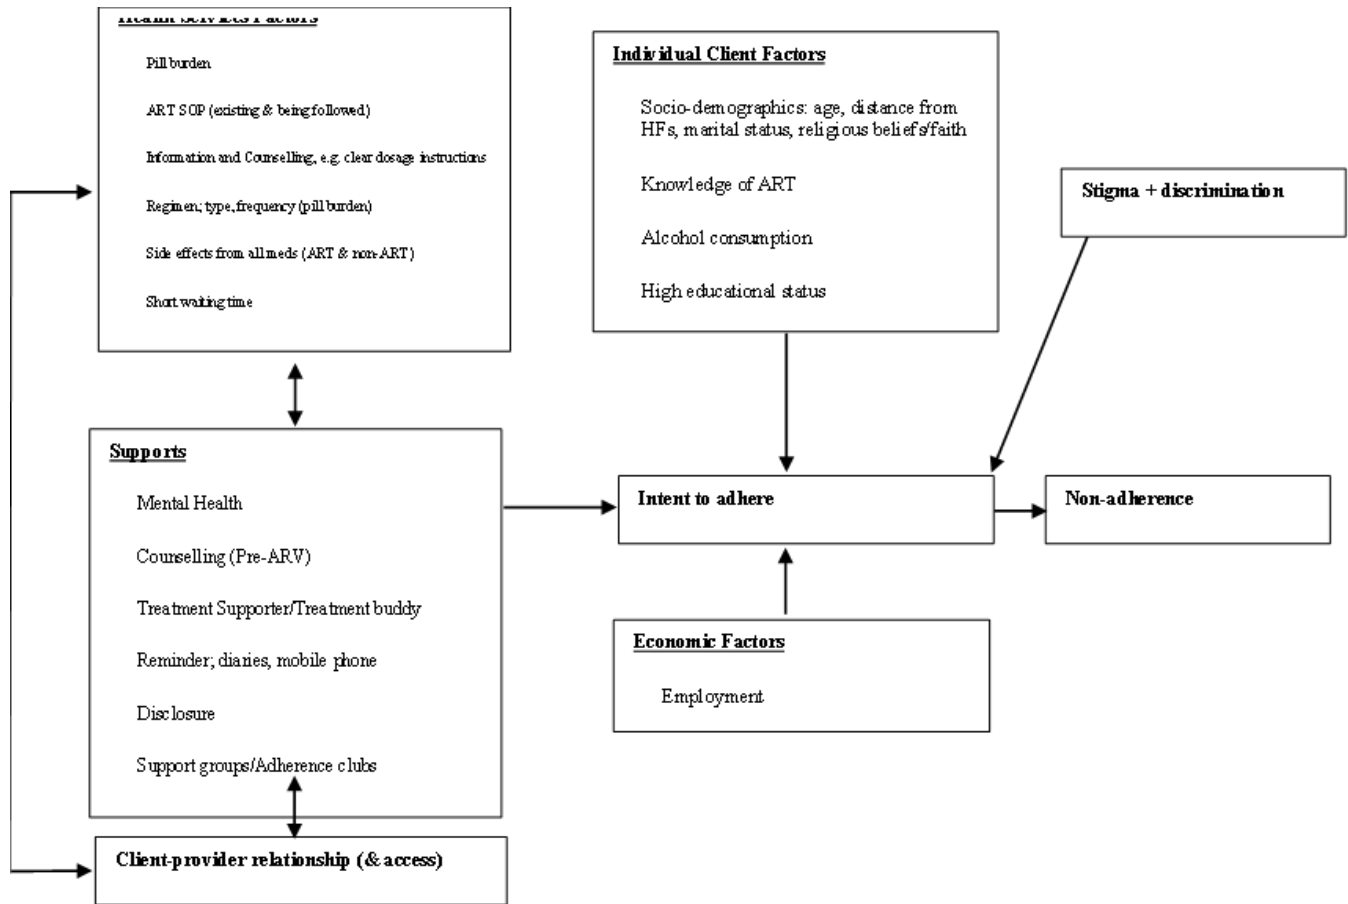 Health Services Factors
Pill burden
ART SOP (existing & being followed)
Information and Counselling, e.g. clear dosage instructions
Regimen; type, frequency (pill burden)
Side effects from all meds (ART & non-ART)
Short waiting time
Individual Client Factors
Socio-demographics: age, distance from
HFs, marital status, religious beliefs/faith
Knowledge of ART
Alcohol consumption
High educational status
Stigma + discrimination
Supports
Mental Health
Counselling (Pre-ARV)
Treatment Supporter/Treatment buddy
Reminder; diaries, mobile phone
Disclosure
Support groups/Adherence clubs
Intent to adhere
Non-adherence
Economic Factors
Employment
Client-provider relationship (& access)